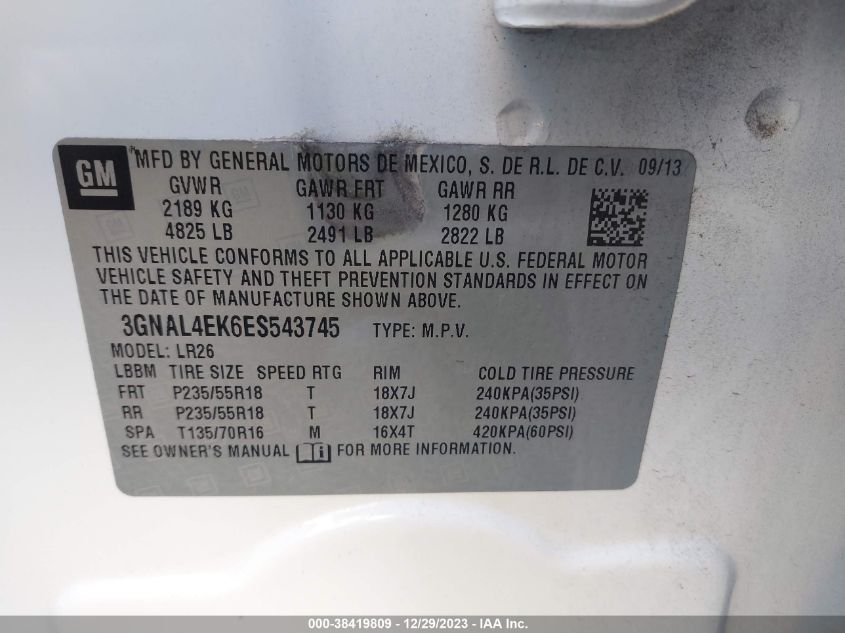 GM MFD BY GENERAL MOTORS DE MEXICO, S. DE R.L. DE C.V. 09/13
GVWR GAWR FRT GAWR RR
2189 KG 1130 KG 1280 KG
4825 LB 2491 LB 2822 LB
THIS VEHICLE CONFORMS TO ALL APPLICABLE U.S. FEDERAL MOTOR
VEHICLE SAFETY AND THEFT PREVENTION STANDARDS IN EFFECT ON
THE DATE OF MANUFACTURE SHOWN ABOVE.
3GNAL4EK6ES543745 TYPE: M.P.V.
MODEL: LR26
LBBM TIRE SIZE SPEED RTG RIM COLD TIRE PRESSURE
FRT P235/55R18 T 18X7J 240KPA(35PSI)
RR P235/55R18 T 18X7J 240KPA(35PSI)
SPA T135/70R16 M 16X4T 420KPA(60PSI)
SEE OWNER'S MANUAL FOR MORE INFORMATION.
000-38419809 - 12/29/2023 - IAA Inc.